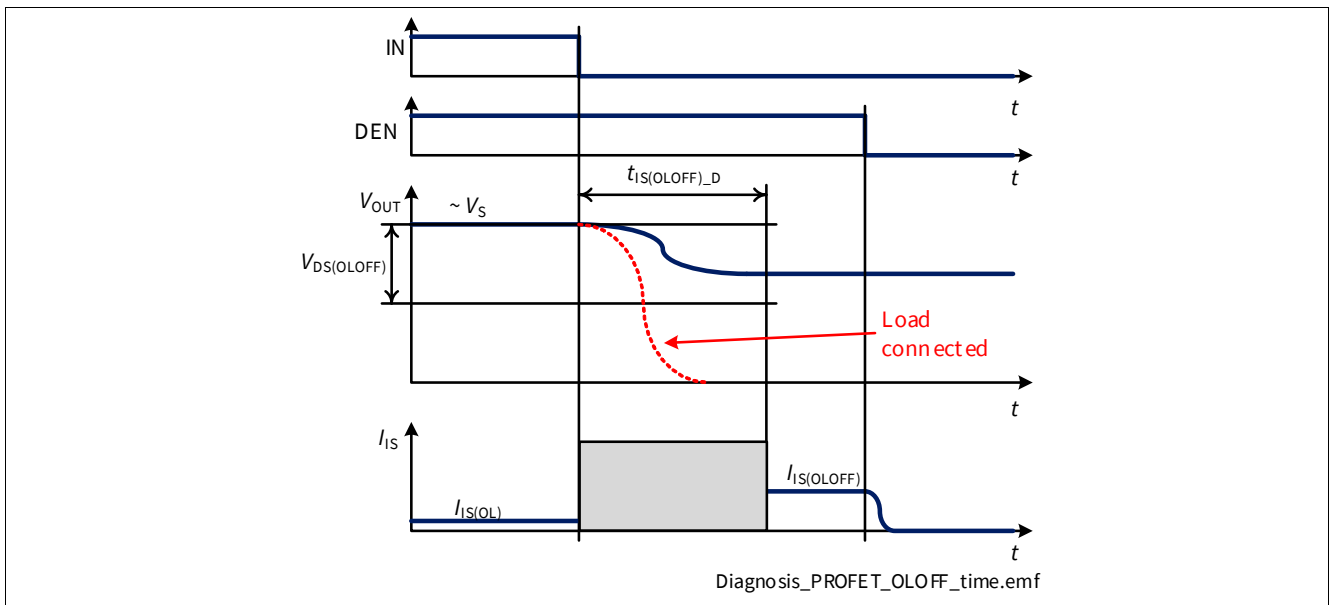 IN
t
DEN
t
tIS(OLOFF)_D
VOUT
~ VS
VDS(OLOFF)
Load
connected
t
IIS
IIS(OLOFF)
IIS(OL)
t
Diagnosis_PROFET_OLOFF_time.emf